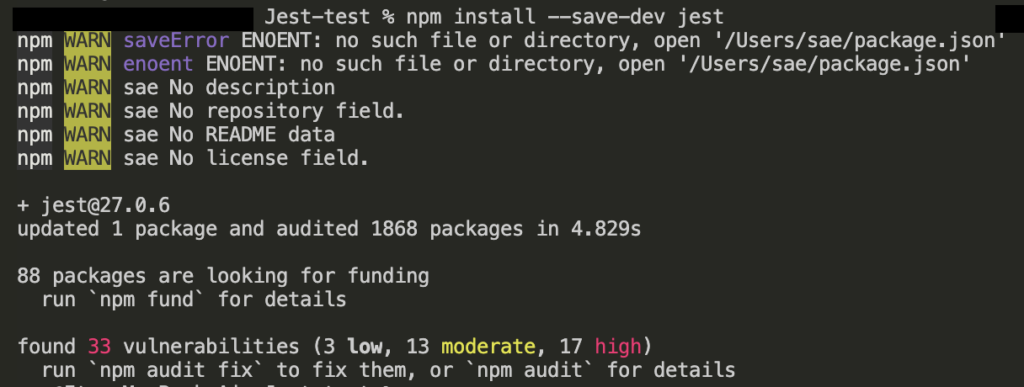 Jest-test % npm install --save-dev jest
npm WARN saveError ENOENT: no such file or directory, open '/Users/sae/package.json'
npm WARN enoent ENOENT: no such file or directory, open '/Users/sae/package.json'
npm WARN sae No description
npm WARN sae No repository field.
npm WARN sae No README data
npm WARN sae No license field.
+ jest@27.0.6
updated 1 package and audited 1868 packages in 4.829s
88 packages are looking for funding
run `npm fund` for details
found 33 vulnerabilities (3 low, 13 moderate, 17 high)
run `npm audit fix` to fix them, or `npm audit` for details